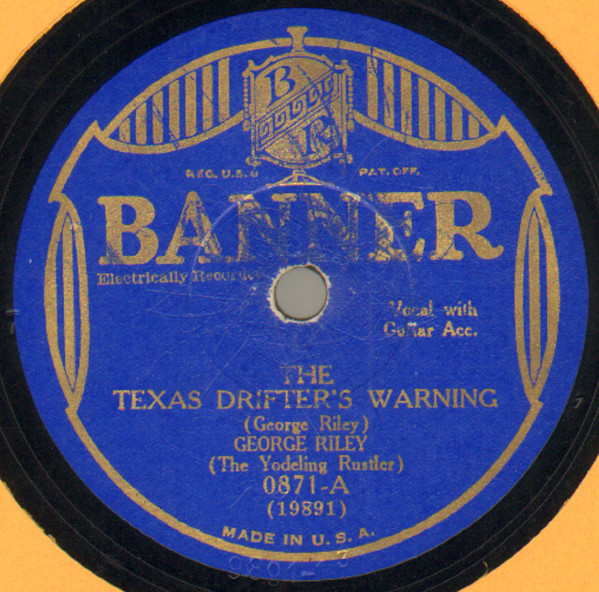 B
R
REG. U.S. PAT. OFF.
BANNER
Electrically Recorded
Vocal with
Guitar Acc.
THE
TEXAS DRIFTER'S WARNING
(George Riley)
GEORGE RILEY
(The Yodeling Rustler)
0871-A
(19891)
MADE IN U.S.A.